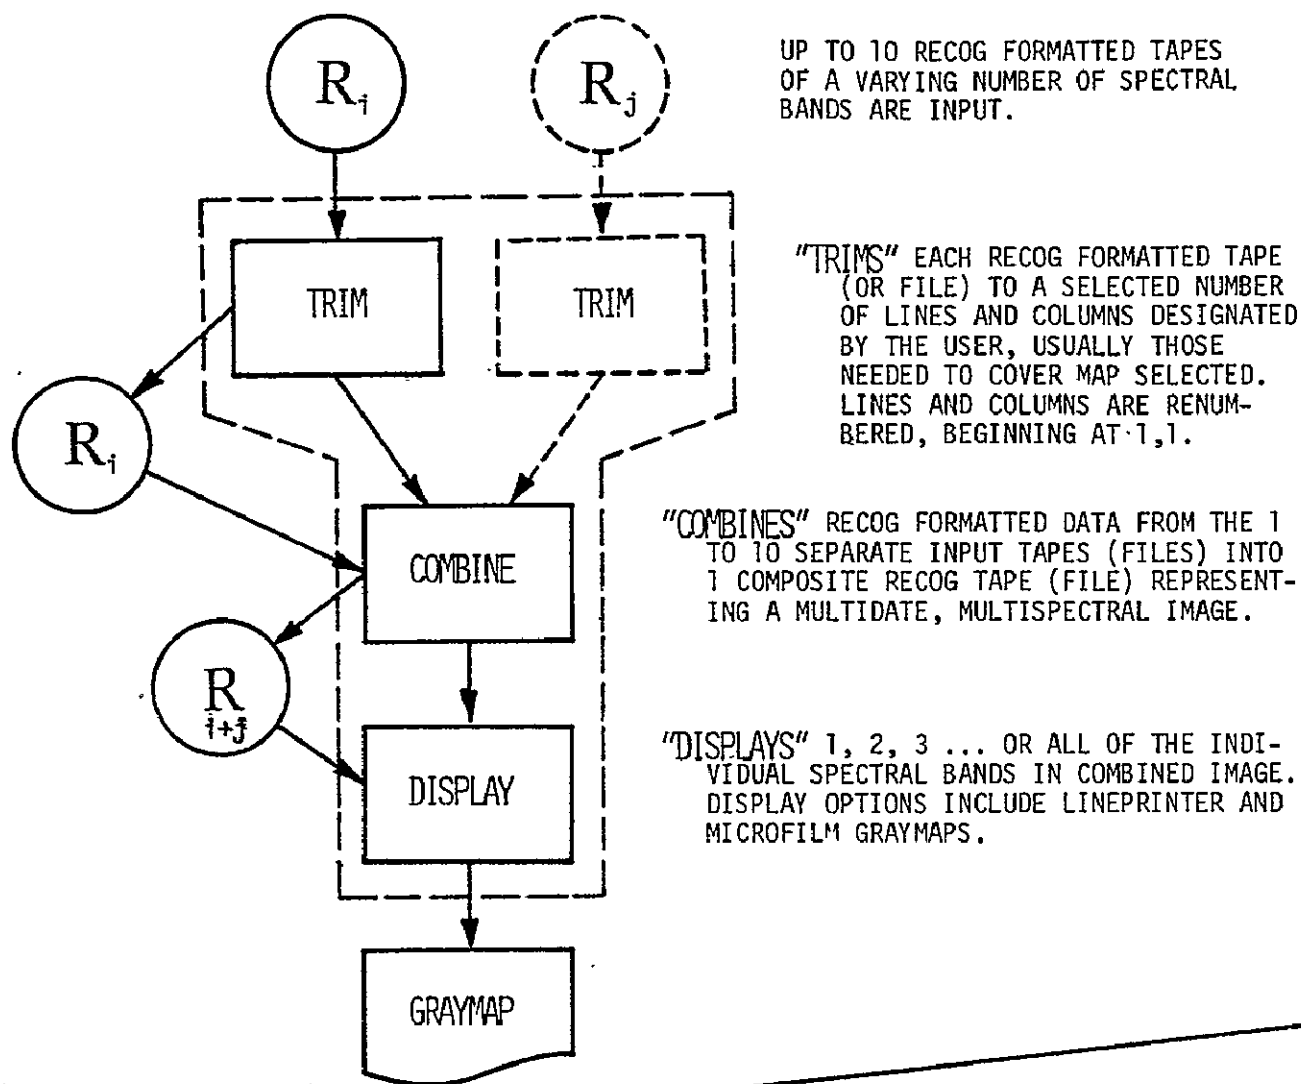 R i
R j
UP TO 10 RECOG FORMATTED TAPES
OF A VARYING NUMBER OF SPECTRAL
BANDS ARE INPUT.
TRIM
TRIM
"TRIMS" EACH RECOG FORMATTED TAPE
(OR FILE) TO A SELECTED NUMBER
OF LINES AND COLUMNS DESIGNATED
BY THE USER, USUALLY THOSE
NEEDED TO COVER MAP SELECTED.
LINES AND COLUMNS ARE RENUM-
BERED, BEGINNING AT 1,1.
R i
COMBINE
"COMBINES" RECOG FORMATTED DATA FROM THE 1
TO 10 SEPARATE INPUT TAPES (FILES) INTO
1 COMPOSITE RECOG TAPE (FILE) REPRESENT-
ING A MULTIDATE, MULTISPECTRAL IMAGE.
R
i+j
DISPLAY
"DISPLAYS" 1, 2, 3 ... OR ALL OF THE INDI-
VIDUAL SPECTRAL BANDS IN COMBINED IMAGE.
DISPLAY OPTIONS INCLUDE LINEPRINTER AND
MICROFILM GRAYMAPS.
GRAYMAP